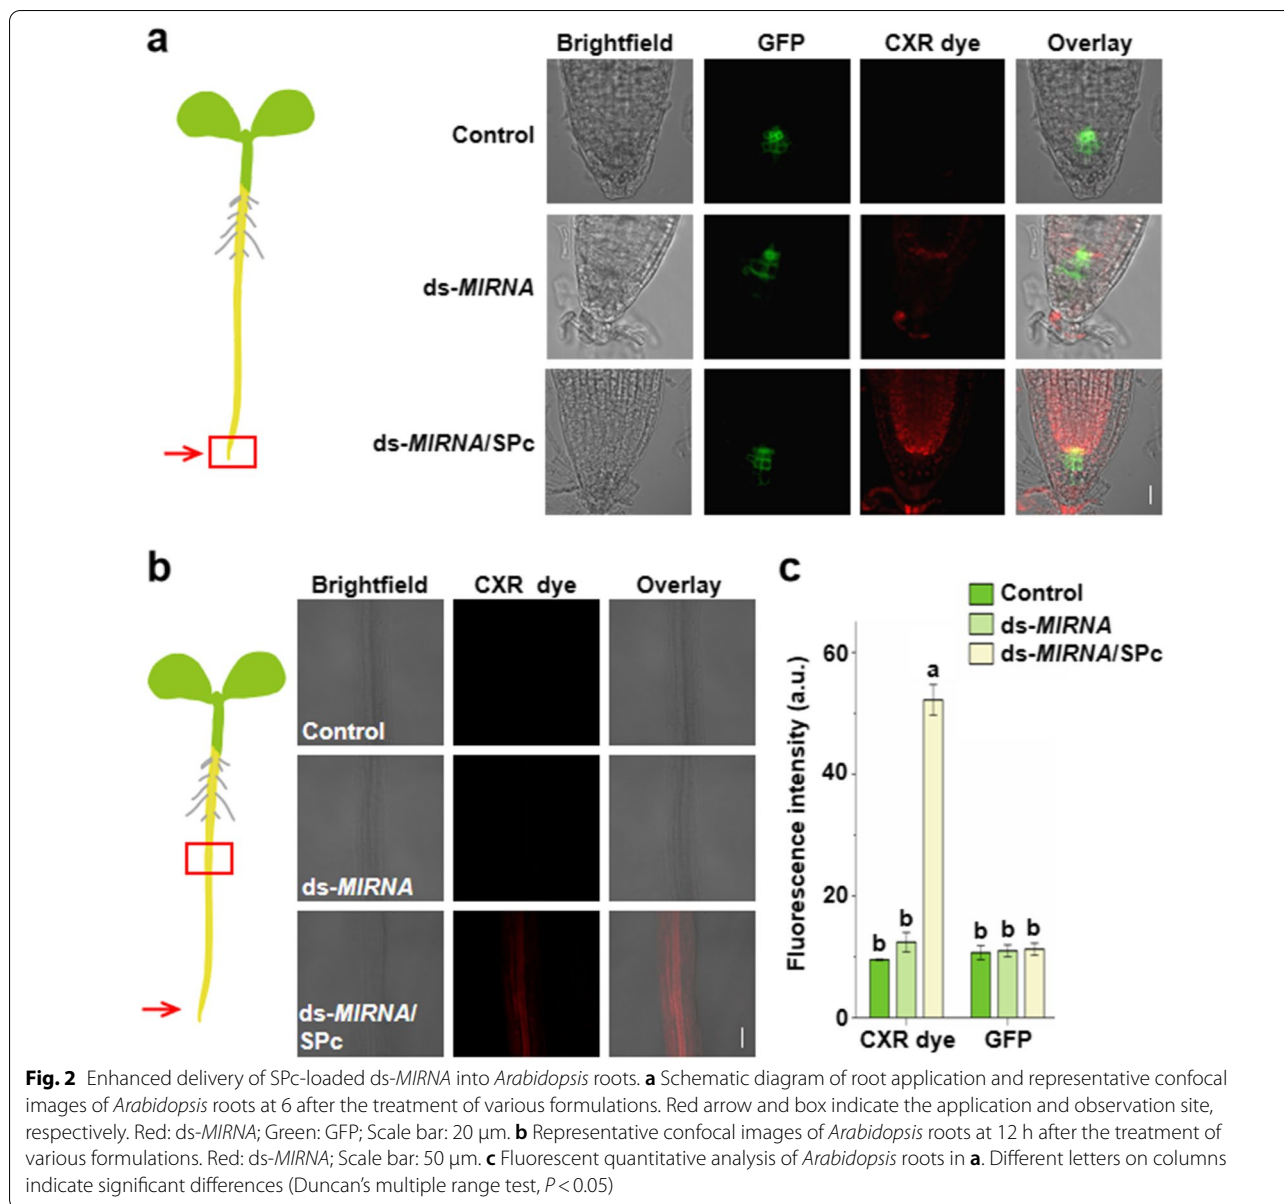 a
Brightfield GFP CXR dye Overlay
Control
ds-MIRNA
ds-MIRNA/SPc
b
Brightfield CXR dye Overlay
Control
ds-MIRNA
ds-MIRNA/
SPc
c
Control
ds-MIRNA
ds-MIRNA/SPc
Fluorescence intensity (a.u.)
60
40
20
0
b b a b b b
CXR dye GFP
Fig. 2 Enhanced delivery of SPc-loaded ds-MIRNA into Arabidopsis roots. a Schematic diagram of root application and representative confocal
images of Arabidopsis roots at 6 after the treatment of various formulations. Red arrow and box indicate the application and observation site,
respectively. Red: ds-MIRNA; Green: GFP; Scale bar: 20 µm. b Representative confocal images of Arabidopsis roots at 12 h after the treatment of
various formulations. Red: ds-MIRNA; Scale bar: 50 µm. c Fluorescent quantitative analysis of Arabidopsis roots in a. Different letters on columns
indicate significant differences (Duncan's multiple range test, P < 0.05)